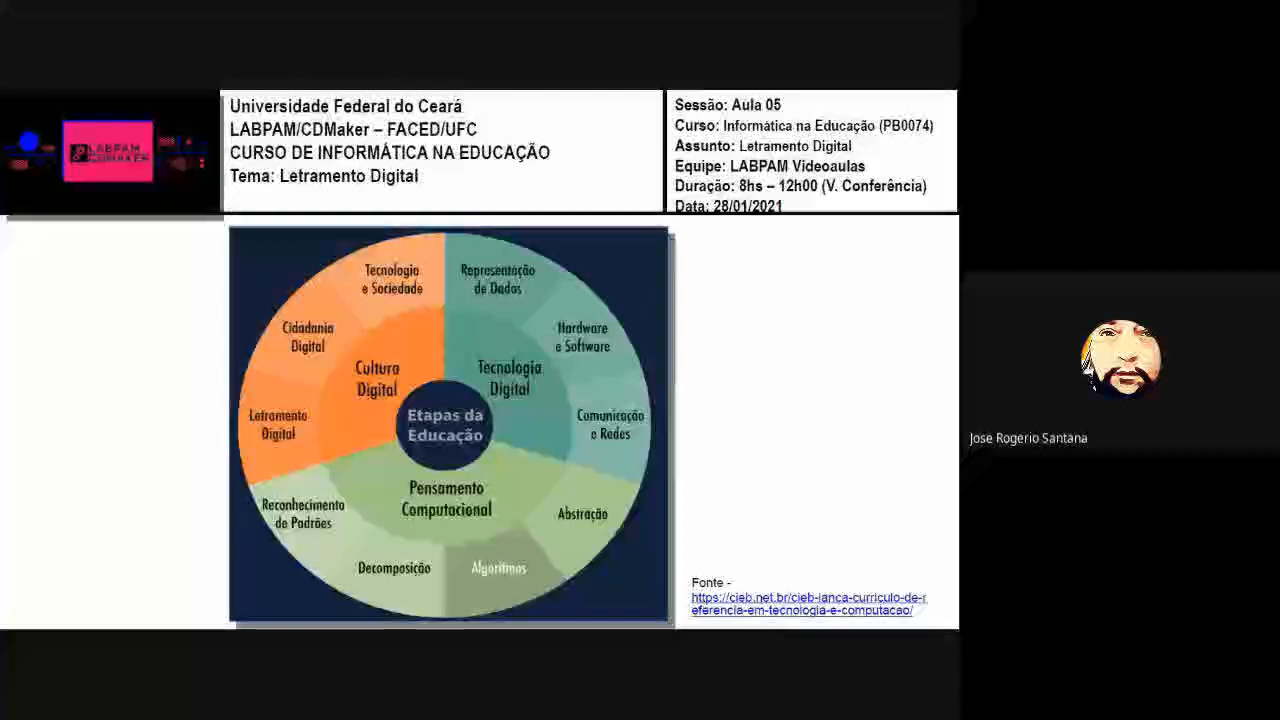 LABPAM
CDMAKER
Universidade Federal do Ceará
LABPAM/CDMaker – FACED/UFC
CURSO DE INFORMÁTICA NA EDUCAÇÃO
Tema: Letramento Digital
Sessão: Aula 05
Curso: Informática na Educação (PB0074)
Assunto: Letramento Digital
Equipe: LABPAM Videoaulas
Duração: 8hs – 12h00 (V. Conferência)
Data: 28/01/2021
Tecnologia
e Sociedade
Representação
de Dados
Cidadania
Digital
Hardware
e Software
Cultura
Digital
Tecnologia
Digital
Letramento
Digital
Etapas da
Educação
Comunicação
e Redes
Pensamento
Computacional
Reconhecimento
de Padrões
Abstração
Decomposição
Algoritmos
Fonte -
https://cieb.net.br/cieb-lanca-curriculo-de-r
eferencia-em-tecnologia-e-computacao/
Jose Rogerio Santana